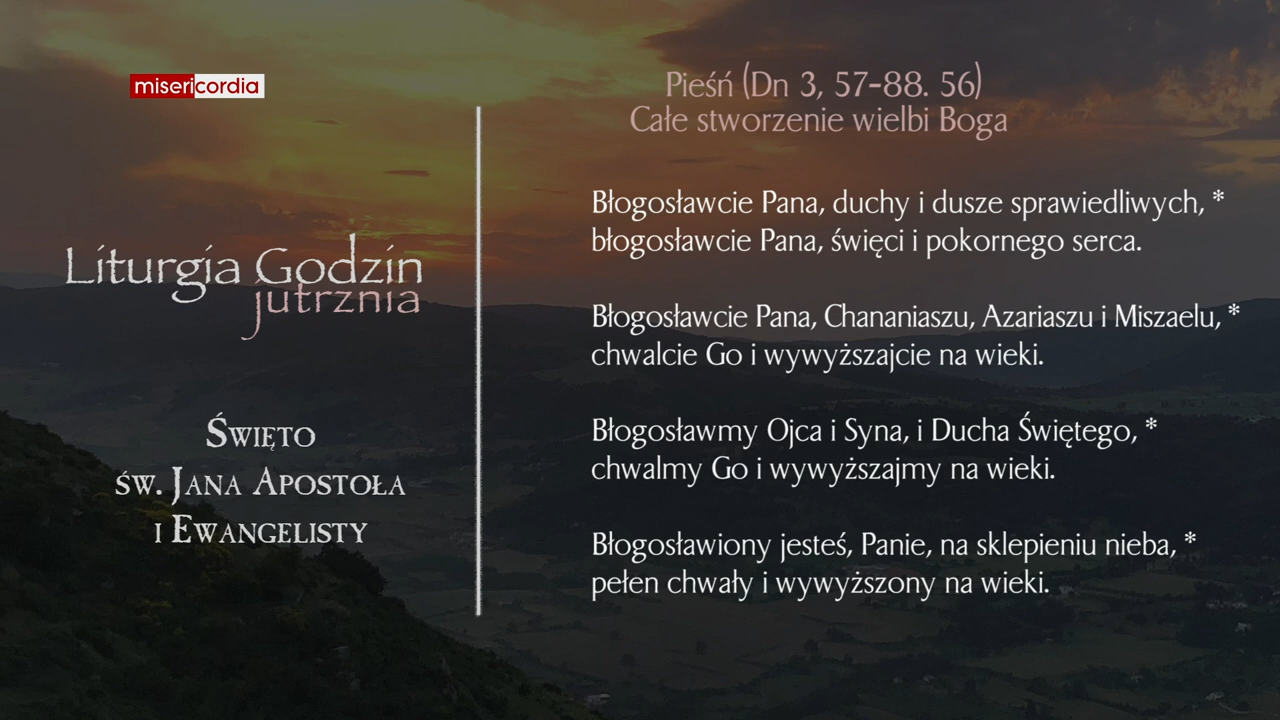 misericordia
Liturgia Godzin
jutrznia
Święto
św. Jana Apostoła
i Ewangelisty
Pieśń (Dn 3, 57-88. 56)
Całe stworzenie wielbi Boga
Błogosławcie Pana, duchy i dusze sprawiedliwych, *
błogosławcie Pana, święci i pokornego serca.
Błogosławcie Pana, Chananiaszu, Azariaszu i Miszaelu, *
chwalcie Go i wywyższajcie na wieki.
Błogosławmy Ojca i Syna, i Ducha Świętego, *
chwalmy Go i wywyższajmy na wieki.
Błogosławiony jesteś, Panie, na sklepieniu nieba, *
pełen chwały i wywyższony na wieki.